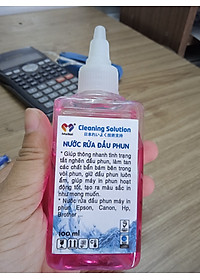 Cleaning Solution
NƯỚC RỬA ĐẦU PHUN
* Giúp thông nhanh tình trạng
tắt nghẽn đầu phun, làm tan
các chất bẩn bám bên trong
vòi phun, giữ đầu phun luôn
ẩm, giúp máy in phun hoạt
động tốt, tạo ra màu sắc in
như mong muốn.
* Nước rửa đầu phun máy in
phun Epson, Canon, Hp,
Brother ...
100 ml